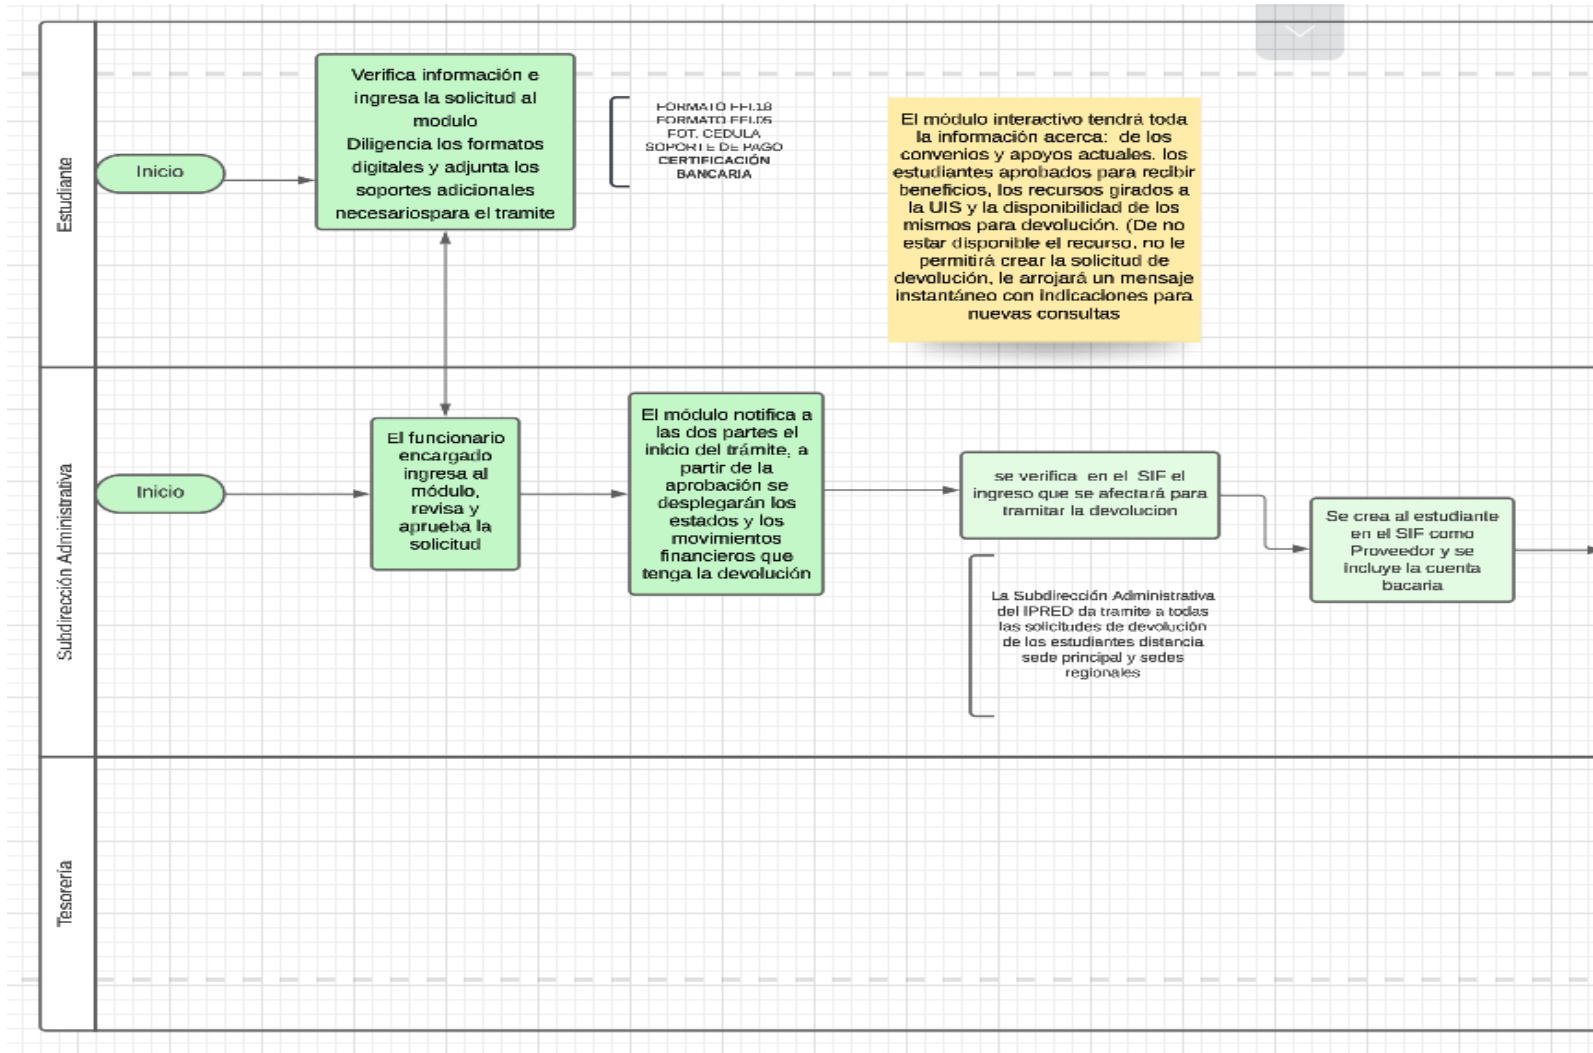 Estudiante
Inicio
Verifica información e
ingresa la solicitud al
modulo
Diligencia los formatos
digitales y adjunta los
soportes adicionales
necesariospara el tramite
FORMATO FFI.18
FORMATO FFI.05
FOT. CEDULA
SOPORTE DE PAGO
CERTIFICACIÓN
BANCARIA
El módulo interactivo tendrá toda
la información acerca: de los
convenios y apoyos actuales. los
estudiantes aprobados para recibir
beneficios, los recursos girados a
la UIS y la disponibilidad de los
mismos para devolución. (De no
estar disponible el recurso, no le
permitirá crear la solicitud de
devolución, le arrojará un mensaje
instantáneo con indicaciones para
nuevas consultas
Subdirección Administrativa
Inicio
El funcionario
encargado
ingresa al
módulo,
revisa y
aprueba la
solicitud
El módulo notifica a
las dos partes el
inicio del trámite, a
partir de la
aprobación se
desplegarán los
estados y los
movimientos
financieros que
tenga la devolución
se verifica en el SIF el
ingreso que se afectará para
tramitar la devolucion
La Subdirección Administrativa
del IPRED da tramite a todas
las solicitudes de devolución
de los estudiantes distancia
sede principal y sedes
regionales
Se crea al estudiante
en el SIF como
Proveedor y se
incluye la cuenta
bacaria
Tesorería